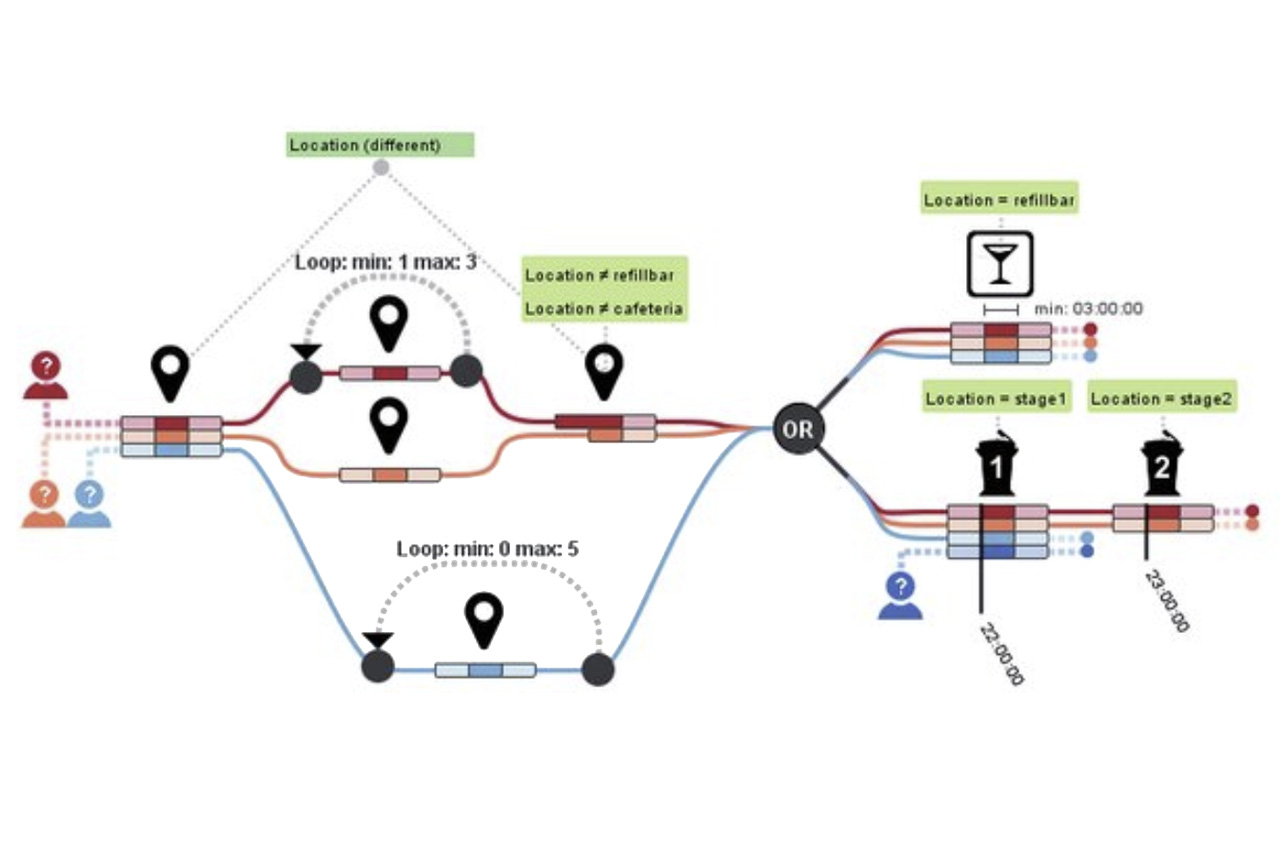 Location (different)
Loop: min: 1 max: 3
Location ≠ refillbar
Location ≠ cafeteria
?
?
?
Loop: min: 0 max: 5
OR
Location = refillbar
min: 03:00:00
Location = stage1
Location = stage2
1
2
?
22:00:00
23:00:00